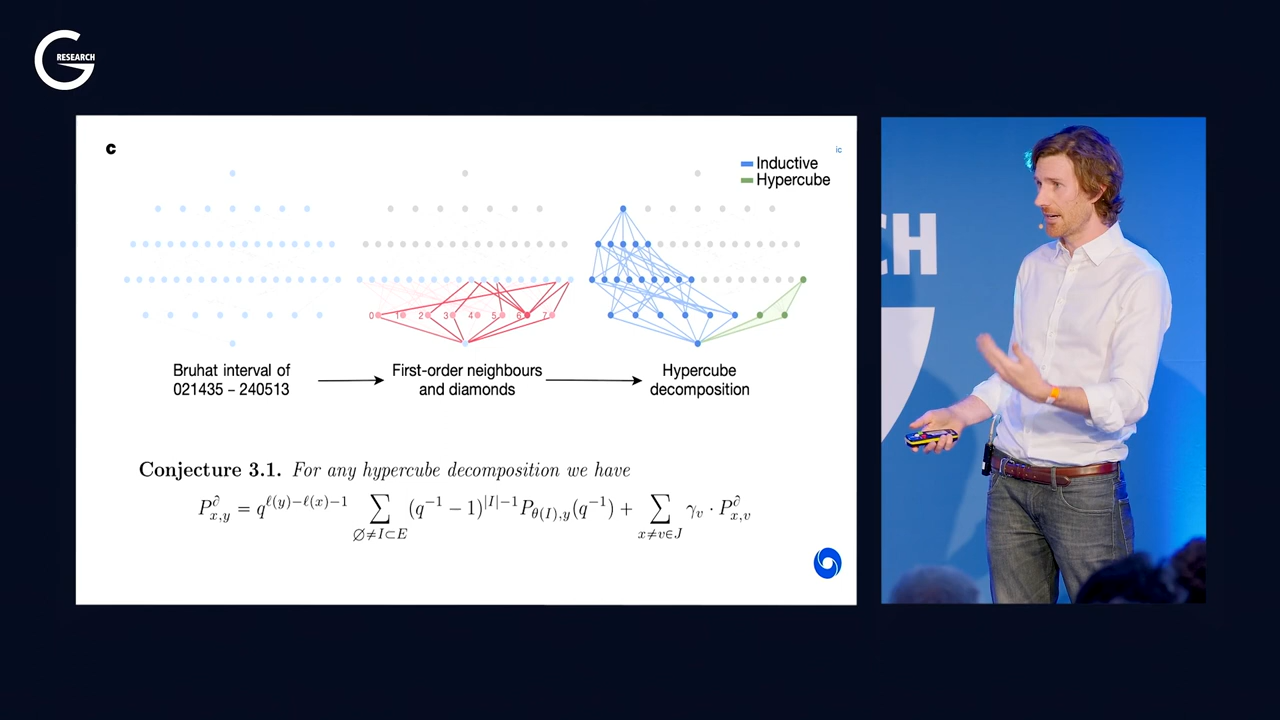 G
RESEARCH
c
ic
Inductive
Hypercube
0 1 2 3 4 5 6 7
Bruhat interval of
021435 – 240513
First-order neighbours
and diamonds
Hypercube
decomposition
Conjecture 3.1. For any hypercube decomposition we have
P^∂_{x,y} = q^{ℓ(y)−ℓ(x)−1} ∑_{∅≠I⊂E} (q^{−1} − 1)^{|I|−1} P_{θ(I),y}(q^{−1}) + ∑_{x≠v∈J} γ_v · P^∂_{x,v}
CH